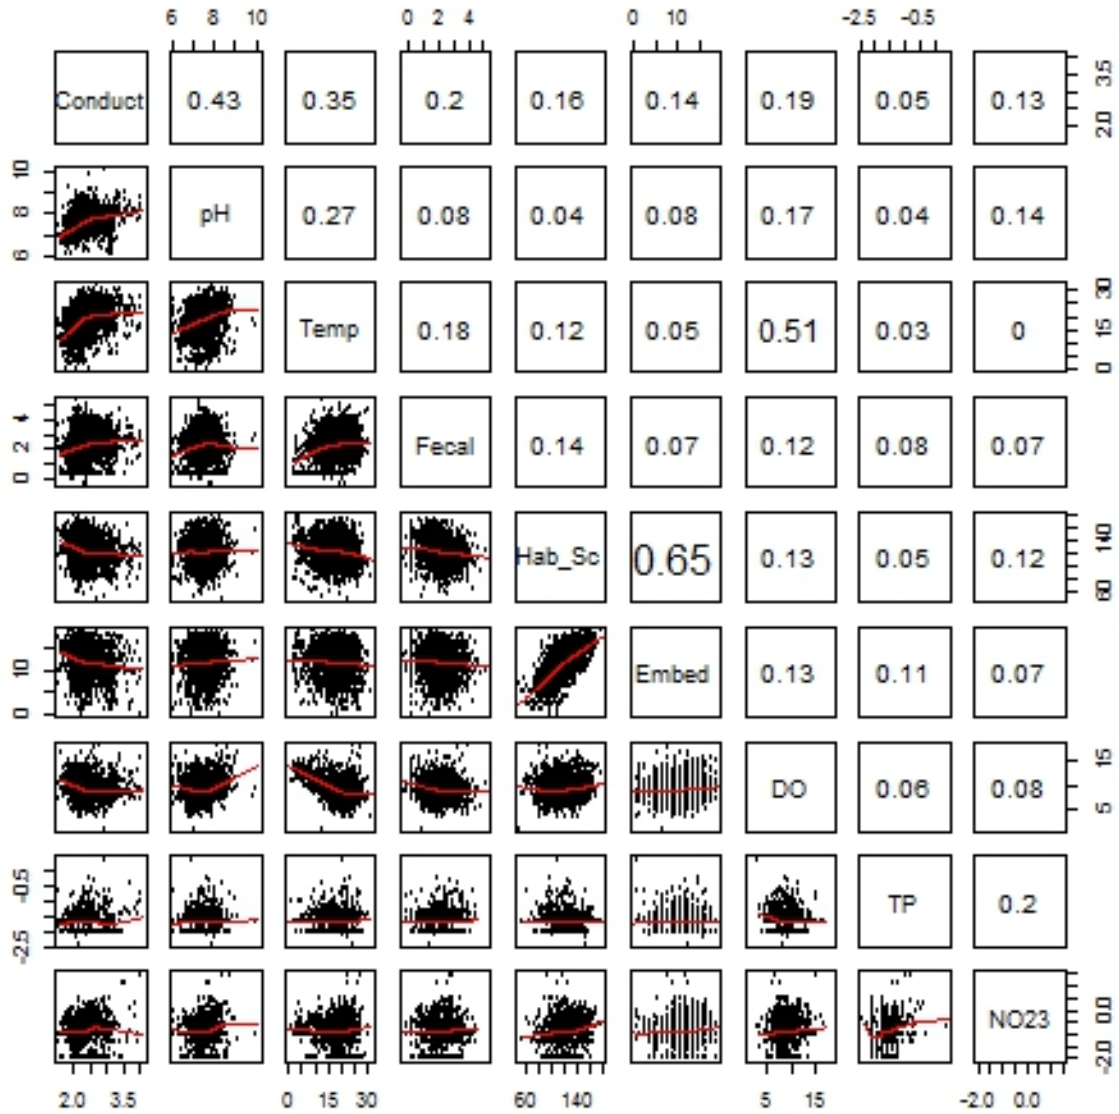 6 8 10 0 2 4 0 10 -2.5 -0.5
Conduct 0.43 0.35 0.2 0.16 0.14 0.19 0.05 0.13 2.0 3.5
6 8 10 pH 0.27 0.08 0.04 0.08 0.17 0.04 0.14
Temp 0.18 0.12 0.05 0.51 0.03 0 0 15 30
0 2 4 Fecal 0.14 0.07 0.12 0.08 0.07
Hab_Sc 0.65 0.13 0.05 0.12 60 140
0 10 Embed 0.13 0.11 0.07
DO 0.06 0.08 5 15
-2.5 -0.5 TP 0.2
NO23 -2.0 0.0
2.0 3.5 0 15 30 60 140 5 15 -2.0 0.0